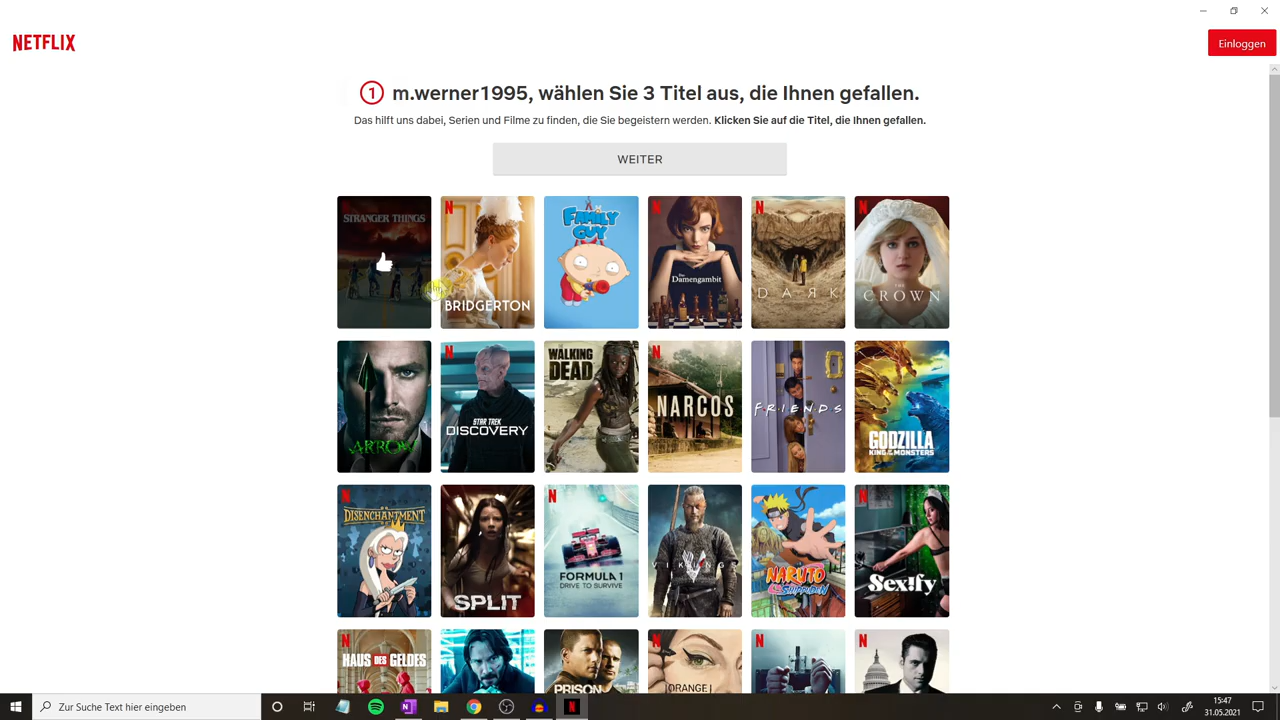 NETFLIX
Einloggen
1 m.werner1995, wählen Sie 3 Titel aus, die Ihnen gefallen.
Das hilft uns dabei, Serien und Filme zu finden, die Sie begeistern werden. Klicken Sie auf die Titel, die Ihnen gefallen.
WEITER
N STRANGER THINGS
N BRIDGERTON
FAMILY GUY
N Das Damengambit
N DARK
N THE CROWN
ARROW
N STAR TREK DISCOVERY
THE WALKING DEAD
N NARCOS
F·R·I·E·N·D·S
GODZILLA KING OF THE MONSTERS
N DISENCHANTMENT
SPLIT
N FORMULA 1 DRIVE TO SURVIVE
VIKINGS
NARUTO SHIPPUDEN
N Sex!fy
N HAUS DES GELDES
PRISON
N ORANGE
N
N
Zur Suche Text hier eingeben
N
N
15:47
31.05.2021